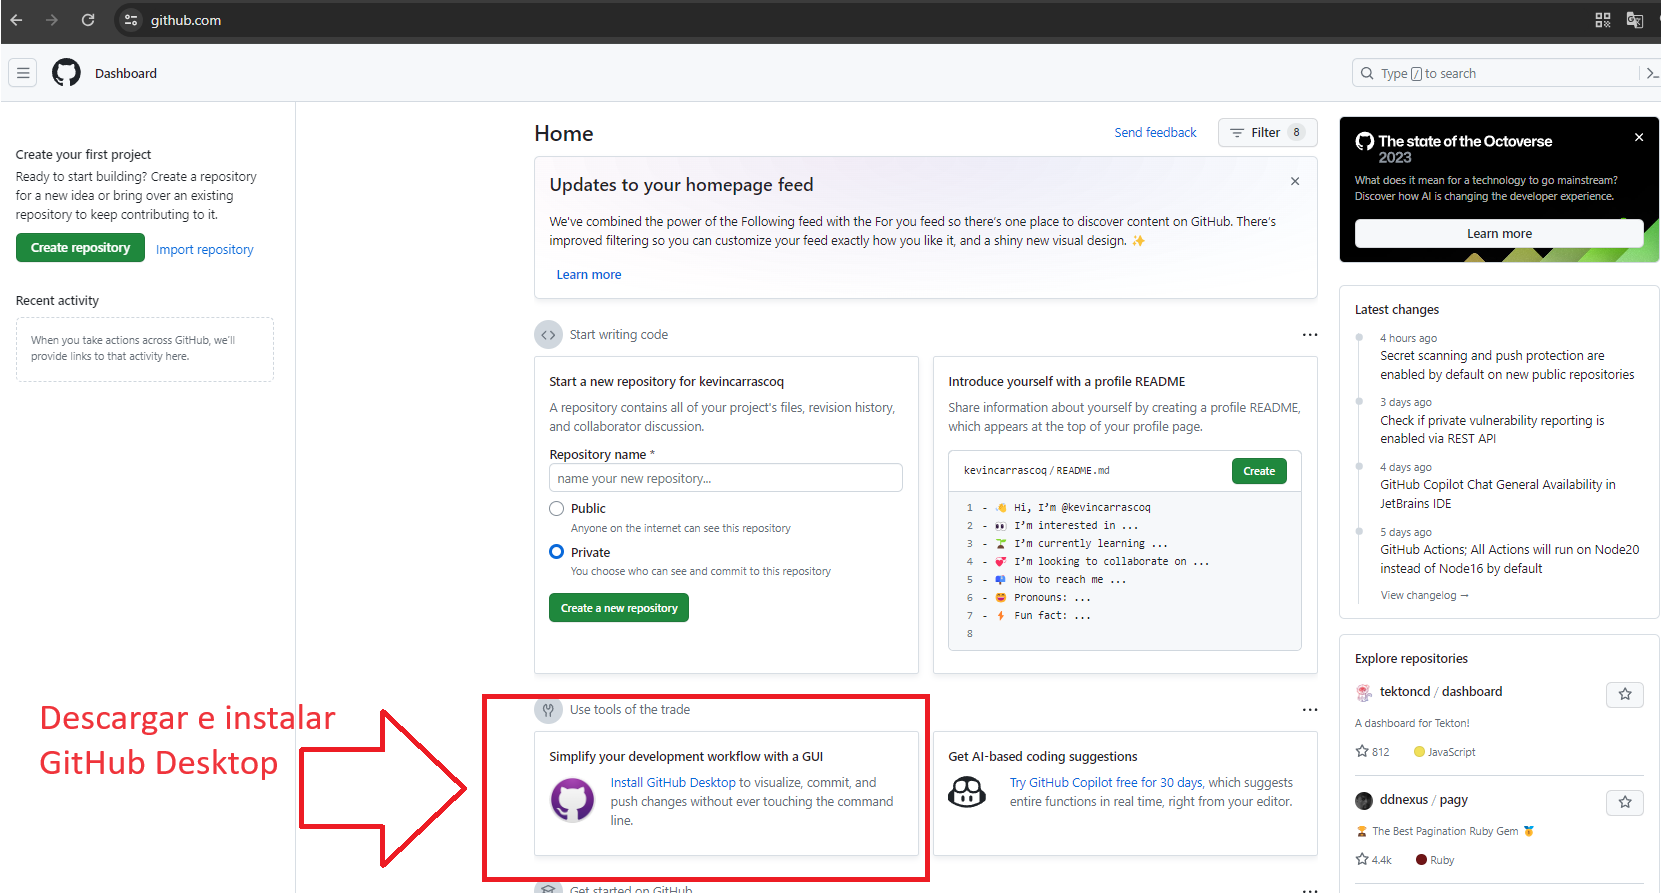 github.com
Dashboard
Type / to search
Create your first project
Ready to start building? Create a repository
for a new idea or bring over an existing
repository to keep contributing to it.
Create repository
Import repository
Recent activity
When you take actions across GitHub, we'll
provide links to that activity here.
Home
Send feedback
Filter 8
Updates to your homepage feed
We've combined the power of the Following feed with the For you feed so there's one place to discover content on GitHub. There's
improved filtering so you can customize your feed exactly how you like it, and a shiny new visual design. ✨
Learn more
Start writing code
Start a new repository for kevincarrascoq
A repository contains all of your project's files, revision history,
and collaborator discussion.
Repository name *
name your new repository...
Public
Anyone on the internet can see this repository
Private
You choose who can see and commit to this repository
Create a new repository
Introduce yourself with a profile README
Share information about yourself by creating a profile README,
which appears at the top of your profile page.
kevincarrascoq/README.md
Create
1 - 👋 Hi, I'm @kevincarrascoq
2 - 👀 I'm interested in ...
3 - 🌱 I'm currently learning ...
4 - 💞️ I'm looking to collaborate on ...
5 - 📫 How to reach me ...
6 - 😄 Pronouns: ...
7 - ⚡ Fun fact: ...
8
Descargar e instalar
GitHub Desktop
Use tools of the trade
Simplify your development workflow with a GUI
Install GitHub Desktop to visualize, commit, and
push changes without ever touching the command
line.
Get AI-based coding suggestions
Try GitHub Copilot free for 30 days, which suggests
entire functions in real time, right from your editor.
Get started on GitHub
The state of the Octoverse
2023
What does it mean for a technology to go mainstream?
Discover how AI is changing the developer experience.
Learn more
Latest changes
4 hours ago
Secret scanning and push protection are
enabled by default on new public repositories
3 days ago
Check if private vulnerability reporting is
enabled via REST API
4 days ago
GitHub Copilot Chat General Availability in
JetBrains IDE
5 days ago
GitHub Actions; All Actions will run on Node20
instead of Node16 by default
View changelog →
Explore repositories
tektoncd / dashboard
A dashboard for Tekton!
812 JavaScript
ddnexus / pagy
🏆 The Best Pagination Ruby Gem 🥇
4.4k Ruby